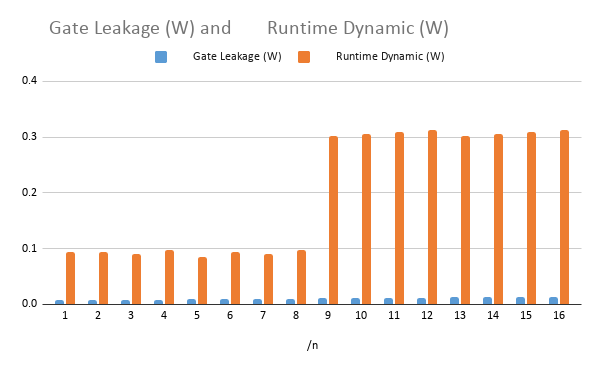 Gate Leakage (W) and Runtime Dynamic (W)
Gate Leakage (W) Runtime Dynamic (W)
0.4
0.3
0.2
0.1
0.0
1 2 3 4 5 6 7 8 9 10 11 12 13 14 15 16
/n